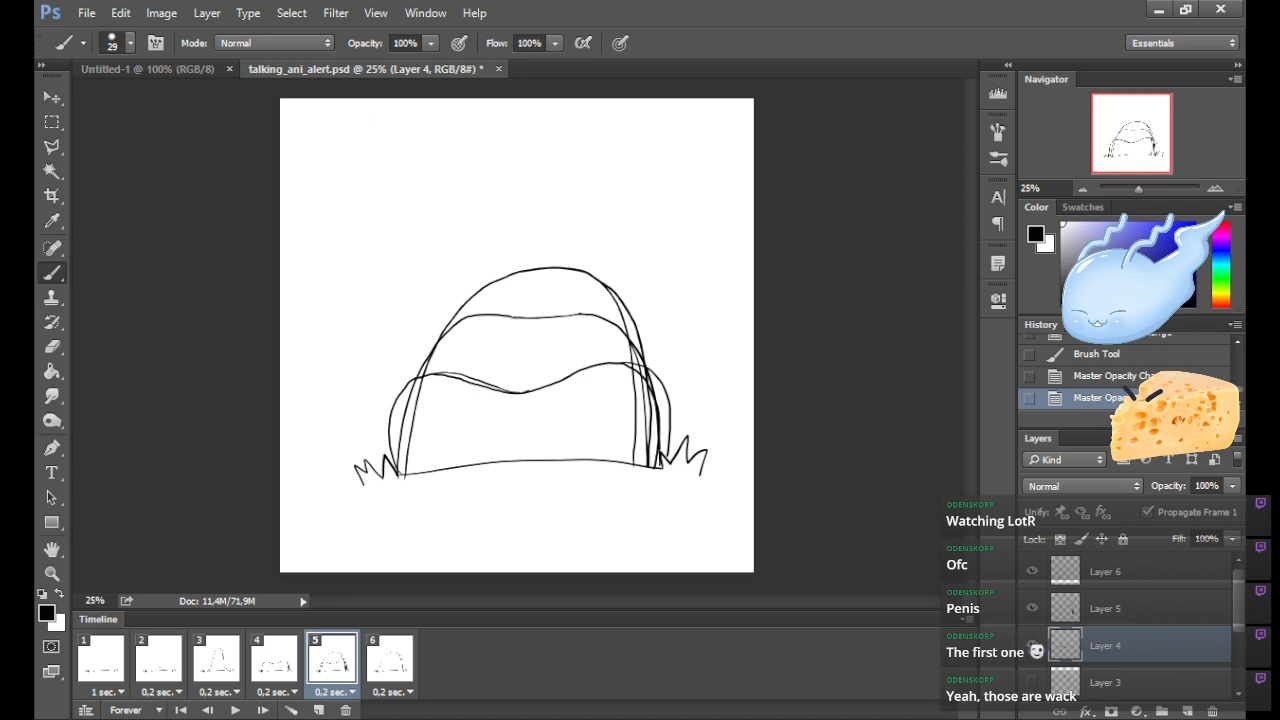 Ps File Edit Image Layer Type Select Filter View Window Help
29 Mode: Normal Opacity: 100% Flow: 100% Essentials
Untitled-1 @ 100% (RGB/8) × talking_ani_alert.psd @ 25% (Layer 4, RGB/8#) * ×
Navigator
25%
Color Swatches
History
Brush Tool
Master Opacity
Master
Layers
Kind
Normal Opacity: 100%
Unify: Propagate Frame 1
Lock: Fill: 100%
Layer 6
Layer 5
Layer 4
Layer 3
ODENSKORP
Watching LotR
ODENSKORP
Ofc
ODENSKORP
Penis
ODENSKORP
The first one
ODENSKORP
Yeah, those are wack
25% Doc: 11,4M/71,9M
Timeline
1 2 3 4 5 6
1 sec. 0,2 sec. 0,2 sec. 0,2 sec. 0,2 sec. 0,2 sec.
Forever